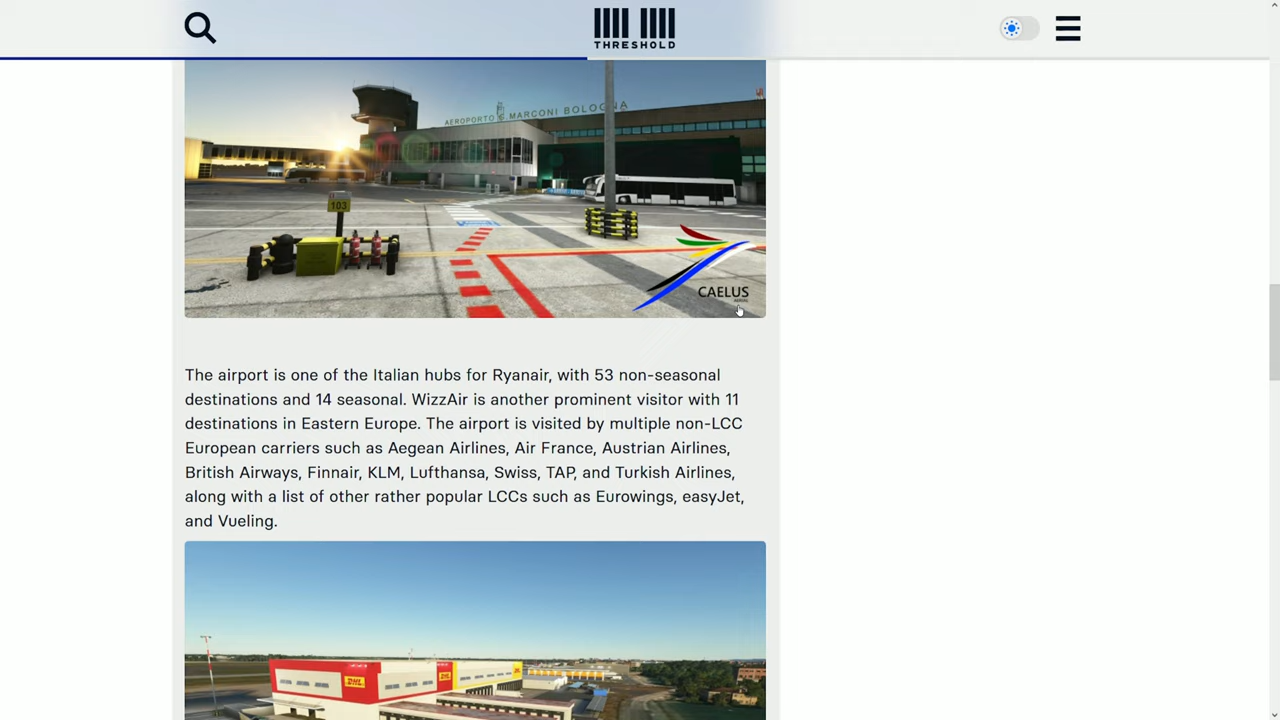 THRESHOLD
AEROPORTO G. MARCONI BOLOGNA
103
CAELUS
The airport is one of the Italian hubs for Ryanair, with 53 non-seasonal
destinations and 14 seasonal. WizzAir is another prominent visitor with 11
destinations in Eastern Europe. The airport is visited by multiple non-LCC
European carriers such as Aegean Airlines, Air France, Austrian Airlines,
British Airways, Finnair, KLM, Lufthansa, Swiss, TAP, and Turkish Airlines,
along with a list of other rather popular LCCs such as Eurowings, easyJet,
and Vueling.
DHL